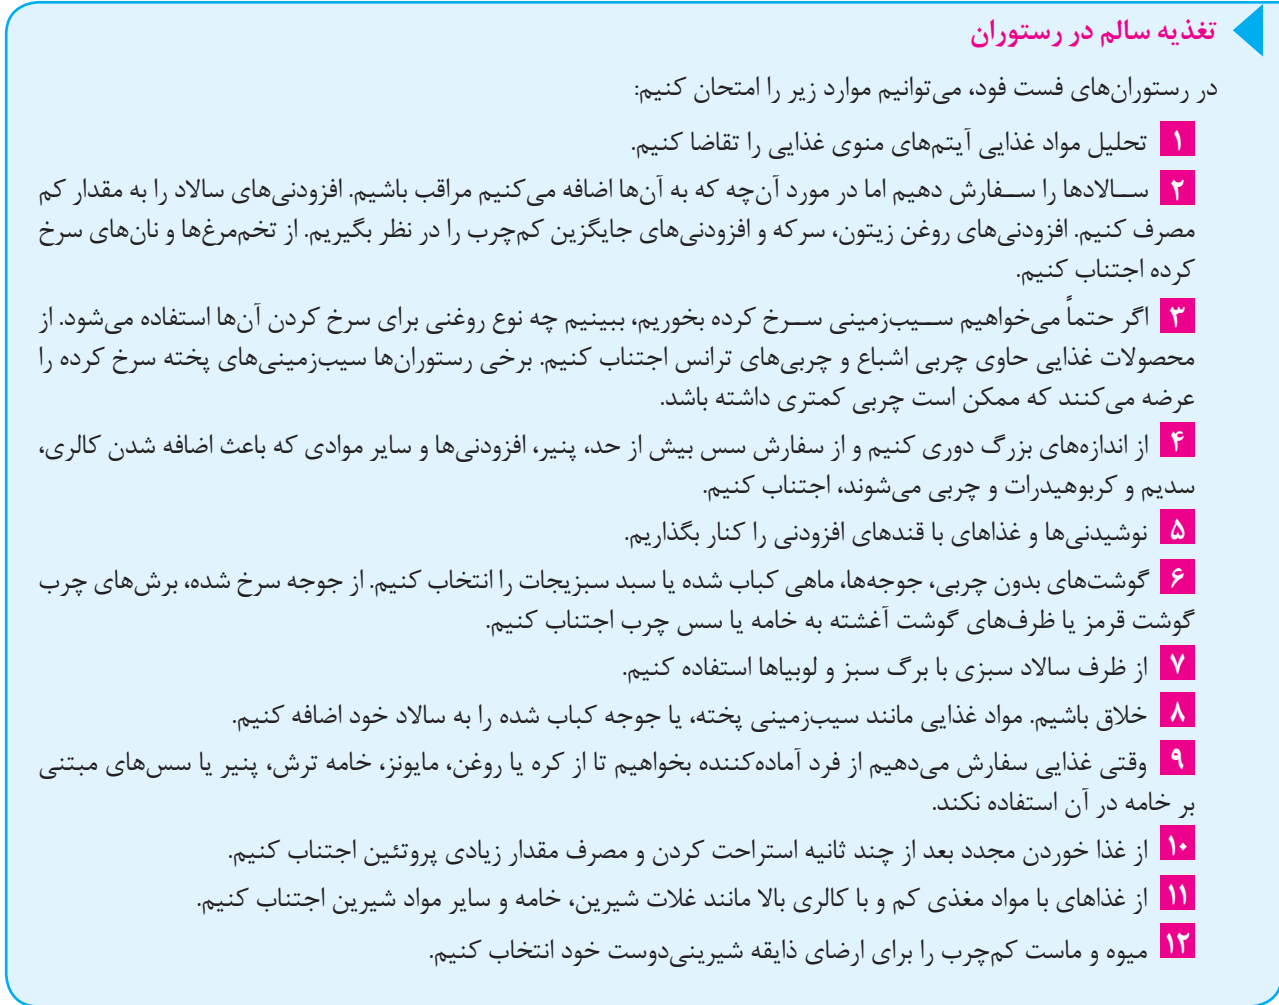 تغذیه سالم در رستوران
در رستوران‌های فست فود، می‌توانیم موارد زیر را امتحان کنیم:
۱ تحلیل مواد غذایی آیتم‌های منوی غذایی را تقاضا کنیم.
۲ سـالادها را سـفارش دهیم اما در مورد آن‌چه که به آن‌ها اضافه می‌کنیم مراقب باشیم. افزودنی‌های سالاد را به مقدار کم
مصرف کنیم. افزودنی‌های روغن زیتون، سرکه و افزودنی‌های جایگزین کم‌چرب را در نظر بگیریم. از تخم‌مرغ‌ها و نان‌های سرخ
کرده اجتناب کنیم.
۳ اگر حتماً می‌خواهیم سـیب‌زمینی سـرخ کرده بخوریم، ببینیم چه نوع روغنی برای سرخ کردن آن‌ها استفاده می‌شود. از
محصولات غذایی حاوی چربی اشباع و چربی‌های ترانس اجتناب کنیم. برخی رستوران‌ها سیب‌زمینی‌های پخته سرخ کرده را
عرضه می‌کنند که ممکن است چربی کمتری داشته باشد.
۴ از اندازه‌های بزرگ دوری کنیم و از سفارش سس بیش از حد، پنیر، افزودنی‌ها و سایر موادی که باعث اضافه شدن کالری،
سدیم و کربوهیدرات و چربی می‌شوند، اجتناب کنیم.
۵ نوشیدنی‌ها و غذاهای با قندهای افزودنی را کنار بگذاریم.
۶ گوشت‌های بدون چربی، جوجه‌ها، ماهی کباب شده یا سبد سبزیجات را انتخاب کنیم. از جوجه سرخ شده، برش‌های چرب
گوشت قرمز یا ظرف‌های گوشت آغشته به خامه یا سس چرب اجتناب کنیم.
۷ از ظرف سالاد سبزی با برگ سبز و لوبیاها استفاده کنیم.
۸ خلاق باشیم. مواد غذایی مانند سیب‌زمینی پخته، یا جوجه کباب شده را به سالاد خود اضافه کنیم.
۹ وقتی غذایی سفارش می‌دهیم از فرد آماده‌کننده بخواهیم تا از کره یا روغن، مایونز، خامه ترش، پنیر یا سس‌های مبتنی
بر خامه در آن استفاده نکند.
۱۰ از غذا خوردن مجدد بعد از چند ثانیه استراحت کردن و مصرف مقدار زیادی پروتئین اجتناب کنیم.
۱۱ از غذاهای با مواد مغذی کم و با کالری بالا مانند غلات شیرین، خامه و سایر مواد شیرین اجتناب کنیم.
۱۲ میوه و ماست کم‌چرب را برای ارضای ذایقه شیرینی‌دوست خود انتخاب کنیم.